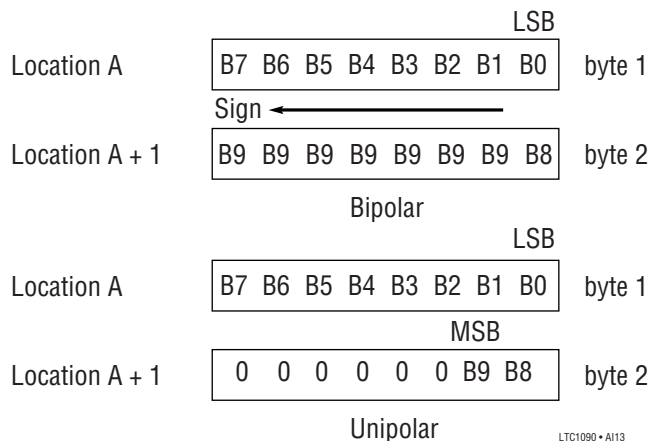 LSB
Location A B7 B6 B5 B4 B3 B2 B1 B0 byte 1
Sign
Location A + 1 B9 B9 B9 B9 B9 B9 B9 B8 byte 2
Bipolar
LSB
Location A B7 B6 B5 B4 B3 B2 B1 B0 byte 1
MSB
Location A + 1 0 0 0 0 0 0 B9 B8 byte 2
Unipolar
LTC1090 • AI13